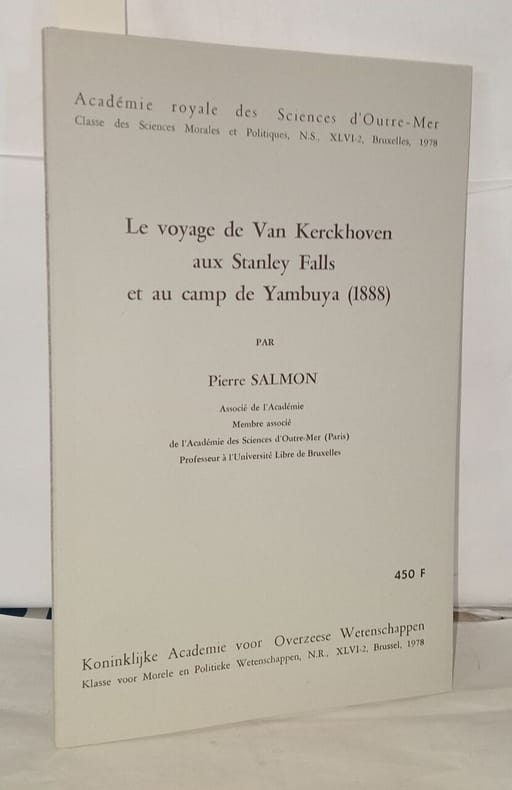 Académie royale des Sciences d'Outre-Mer
Classe des Sciences Morales et Politiques, N.S., XLVI-2, Bruxelles, 1978
Le voyage de Van Kerckhoven
aux Stanley Falls
et au camp de Yambuya (1888)
PAR
Pierre SALMON
Associé de l'Académie
Membre associé
de l'Académie des Sciences d'Outre-Mer (Paris)
Professeur à l'Université Libre de Bruxelles
450 F
Koninklijke Academie voor Overzeese Wetenschappen
Klasse voor Morele en Politieke Wetenschappen, N.R., XLVI-2, Brussel, 1978